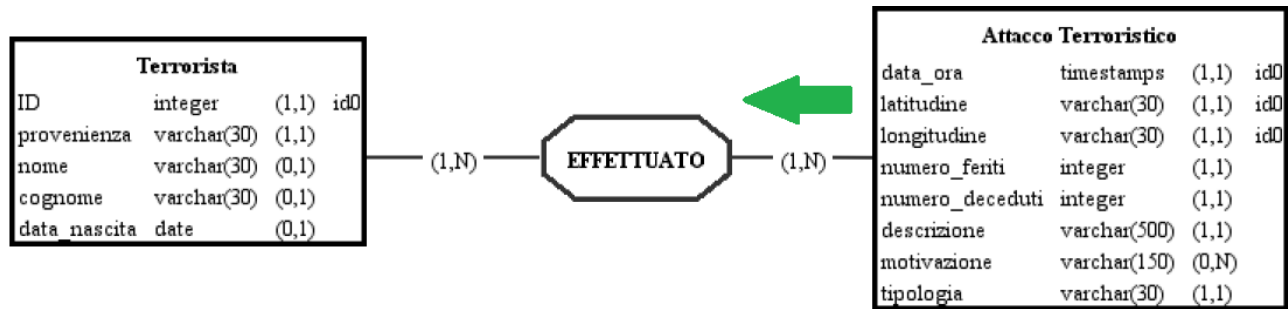 Terrorista
ID integer (1,1) id0
provenienza varchar(30) (1,1)
nome varchar(30) (0,1)
cognome varchar(30) (0,1)
data_nascita date (0,1)
(1,N)
EFFETTUATO
(1,N)
Attacco Terroristico
data_ora timestamps (1,1) id0
latitudine varchar(30) (1,1) id0
longitudine varchar(30) (1,1) id0
numero_feriti integer (1,1)
numero_deceduti integer (1,1)
descrizione varchar(500) (1,1)
motivazione varchar(150) (0,N)
tipologia varchar(30) (1,1)